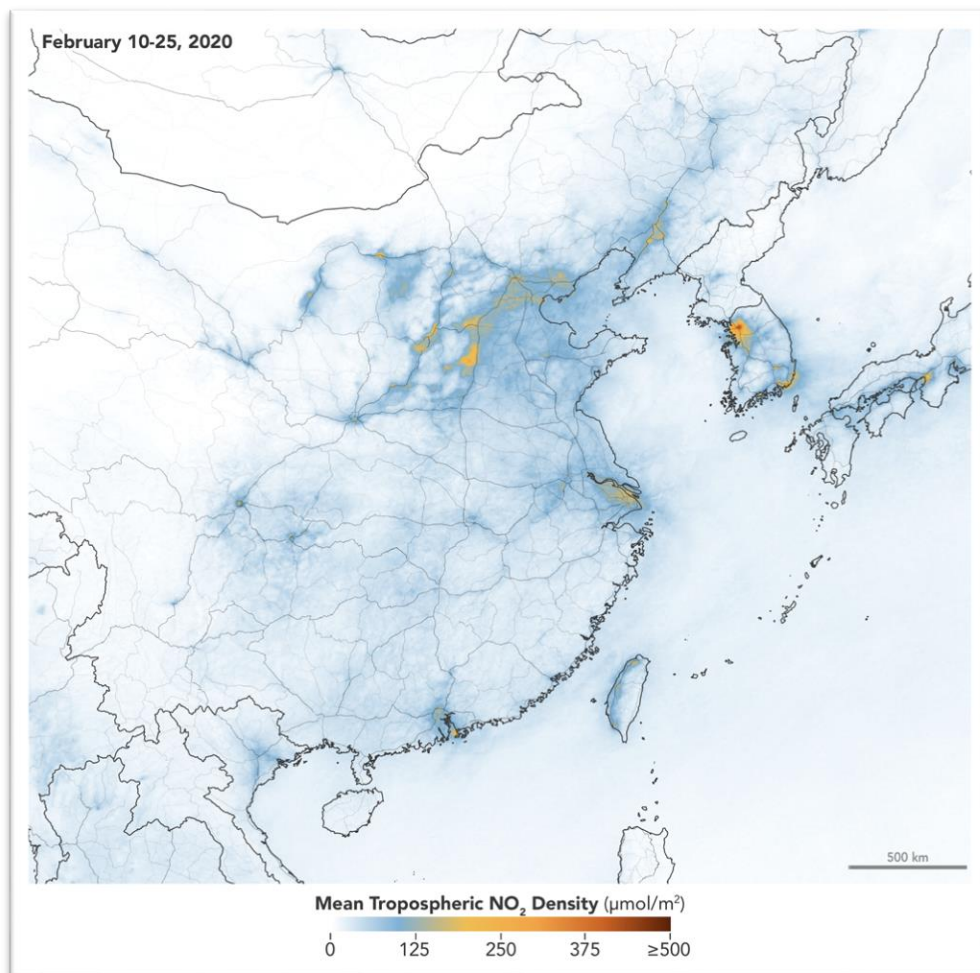 February 10-25, 2020
500 km
Mean Tropospheric NO₂ Density (μmol/m²)
0 125 250 375 ≥500